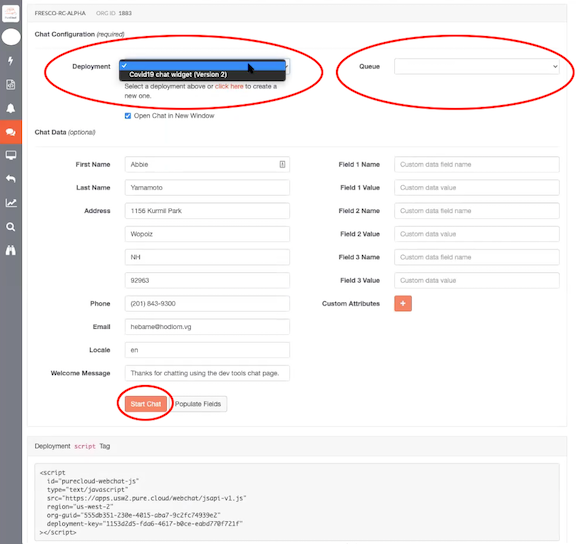 FRESCO-RC-ALPHA ORG ID 1883
Chat Configuration (required)
Deployment
Covid19 chat widget (Version 2)
Queue
Select a deployment above or click here to create a
new one.
Open Chat in New Window
Chat Data (optional)
First Name Abbie Field 1 Name Custom data field name
Last Name Yamamoto Field 1 Value Custom data value
Address 1156 Kurmil Park Field 2 Name Custom data field name
Wopoiz Field 2 Value Custom data value
NH Field 3 Name Custom data field name
92963 Field 3 Value Custom data value
Phone (201) 843-9300 Custom Attributes +
Email hebame@hodiom.vg
Locale en
Welcome Message Thanks for chatting using the dev tools chat page.
Start Chat Populate Fields
Deployment script Tag
<script
id="purecloud-webchat-js"
type="text/javascript"
src="https://apps.usw2.pure.cloud/webchat/jsapi-v1.js"
region="us-west-2"
org-guid="555db351-230e-4015-aba7-9c2fc74939e2"
deployment-key="1153a2d5-fda6-4617-b0ce-eabd770f721f"
></script>